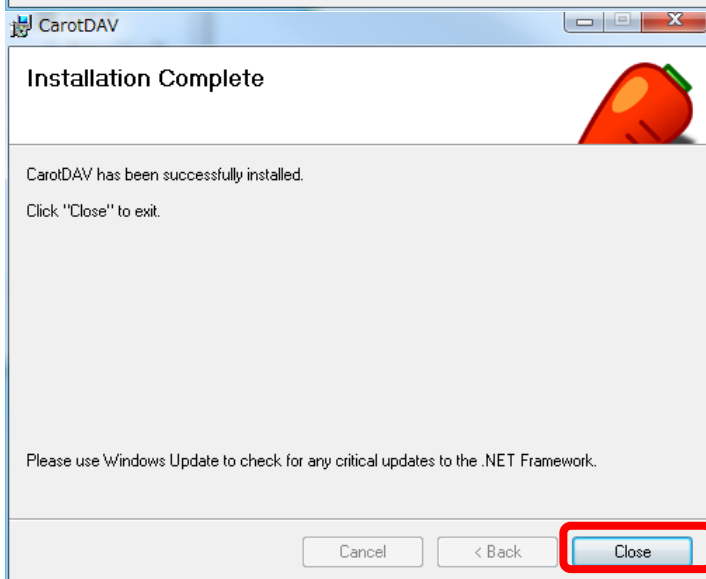 CarotDAV
Installation Complete
CarotDAV has been successfully installed.
Click "Close" to exit.
Please use Windows Update to check for any critical updates to the .NET Framework.
Cancel
< Back
Close